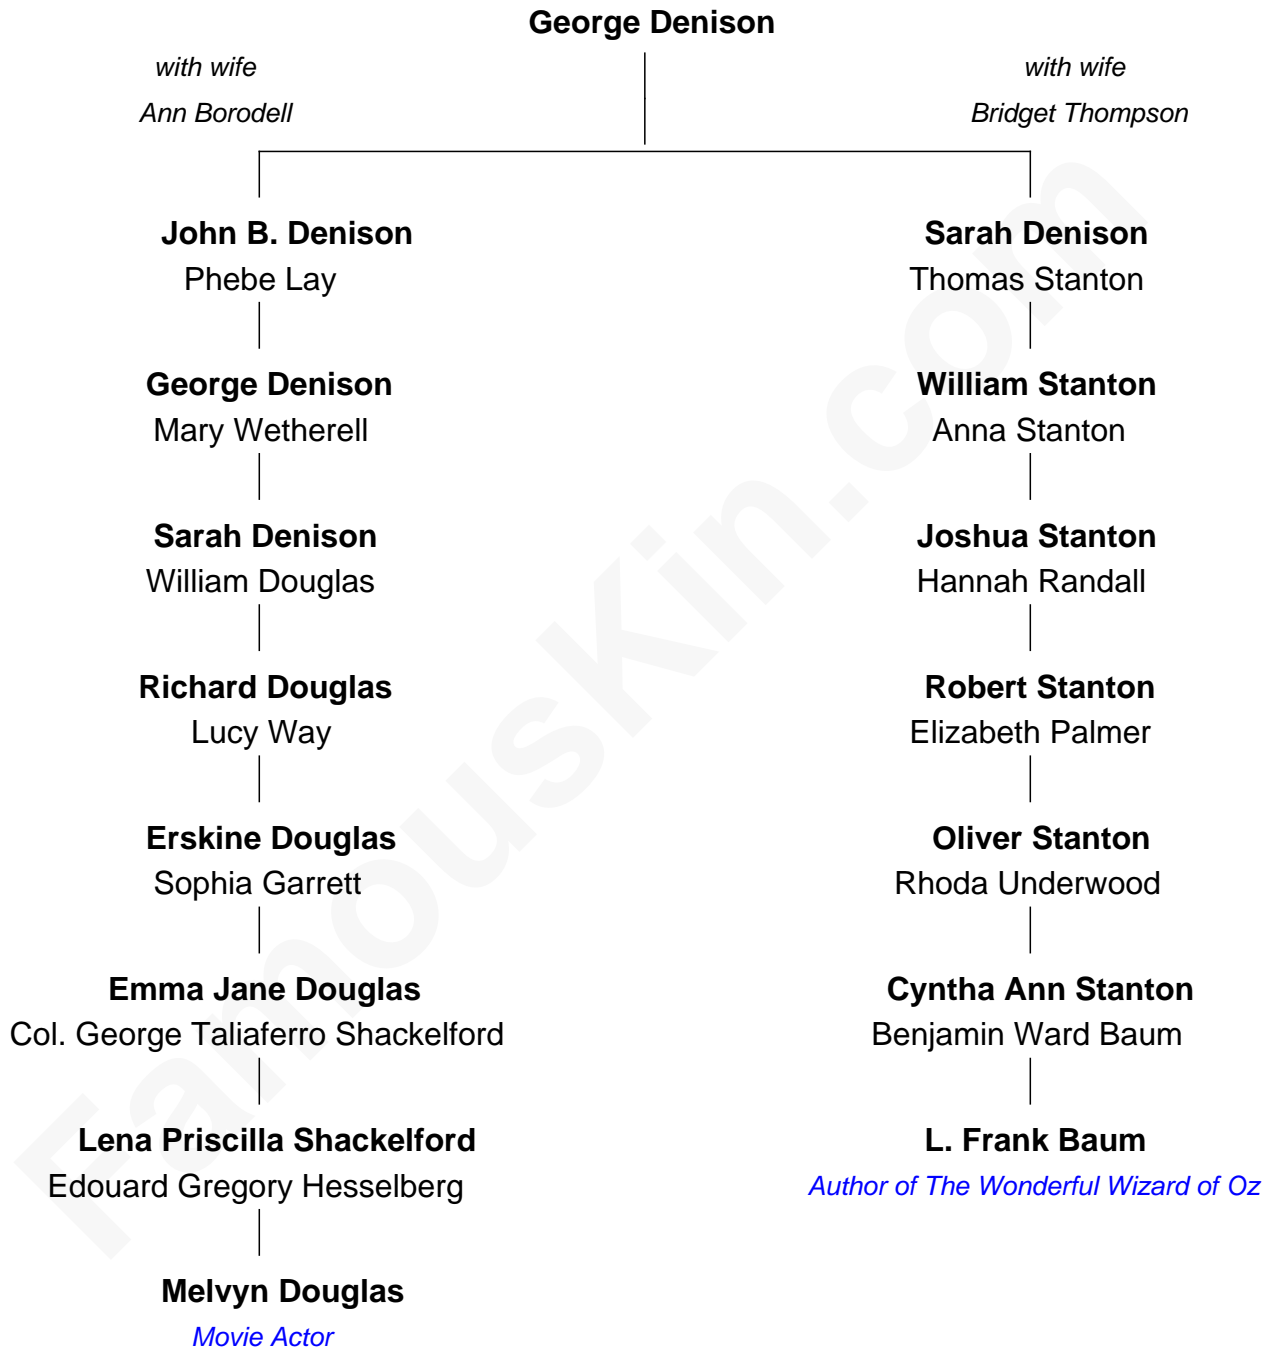 George Denison
with wife
Ann Borodell
with wife
Bridget Thompson
John B. Denison
Phebe Lay
Sarah Denison
Thomas Stanton
George Denison
Mary Wetherell
William Stanton
Anna Stanton
Sarah Denison
William Douglas
Joshua Stanton
Hannah Randall
Richard Douglas
Lucy Way
Robert Stanton
Elizabeth Palmer
Erskine Douglas
Sophia Garrett
Oliver Stanton
Rhoda Underwood
Emma Jane Douglas
Col. George Taliaferro Shackelford
Cyntha Ann Stanton
Benjamin Ward Baum
Lena Priscilla Shackelford
Edouard Gregory Hesselberg
L. Frank Baum
Author of The Wonderful Wizard of Oz
Melvyn Douglas
Movie Actor
FamousKin.com